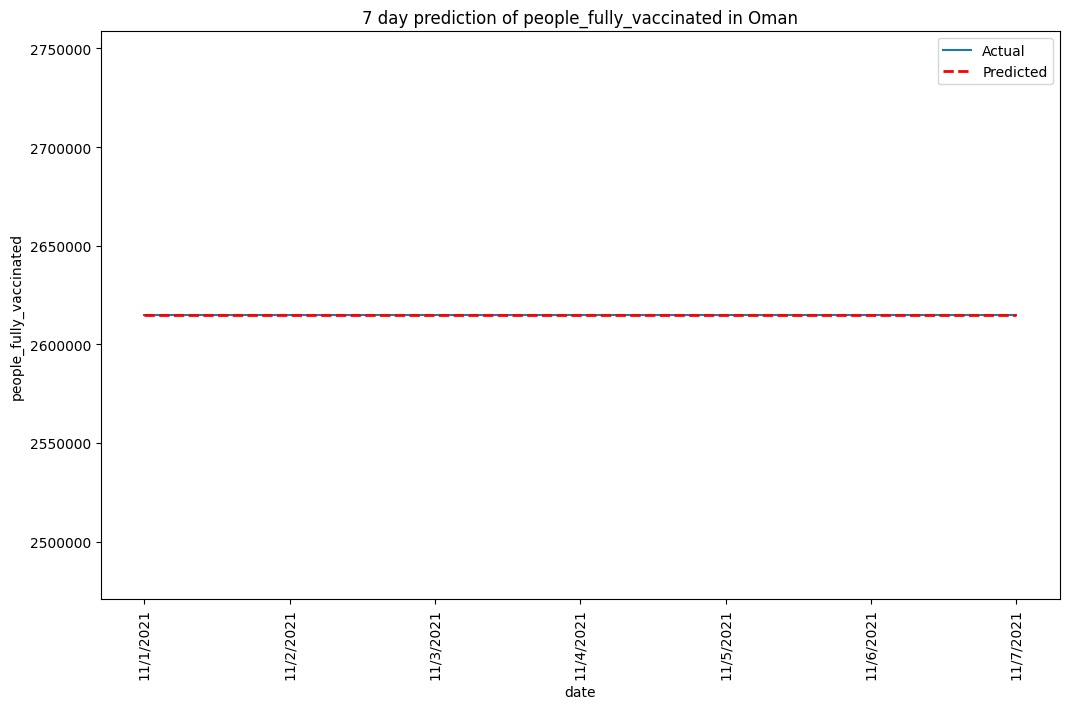 7 day prediction of people_fully_vaccinated in Oman
Actual
Predicted
people_fully_vaccinated
2750000
2700000
2650000
2600000
2550000
2500000
11/1/2021
11/2/2021
11/3/2021
11/4/2021
11/5/2021
11/6/2021
11/7/2021
date